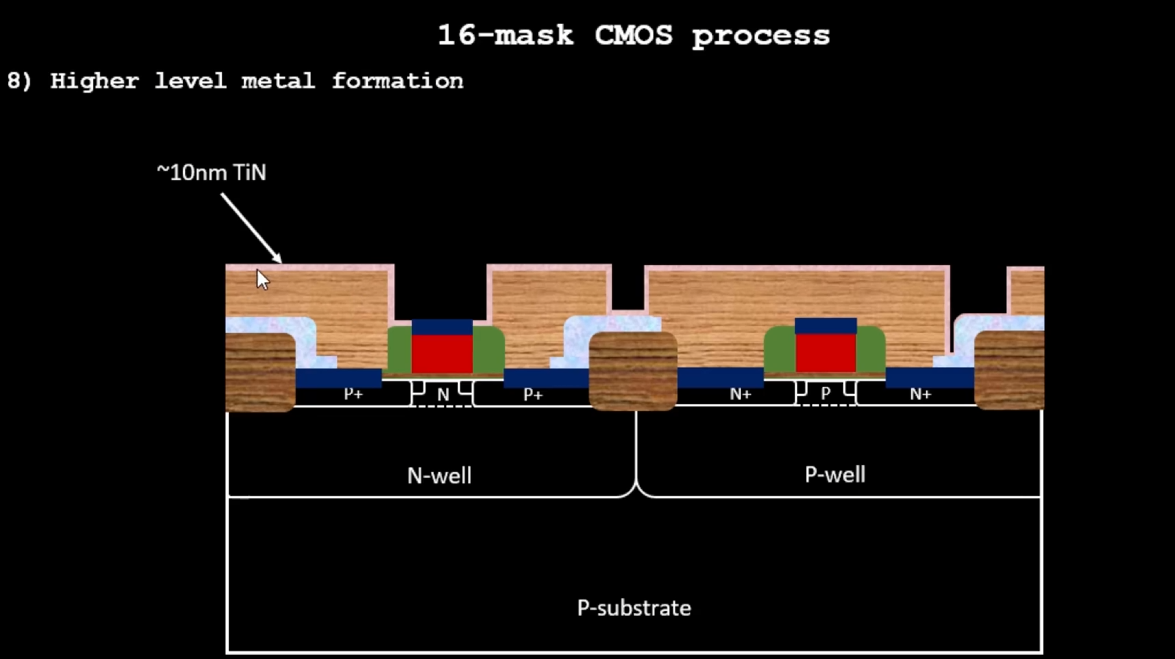 16-mask CMOS process
8) Higher level metal formation
~10nm TiN
P+ N P+ N+ P N+
N-well P-well
P-substrate